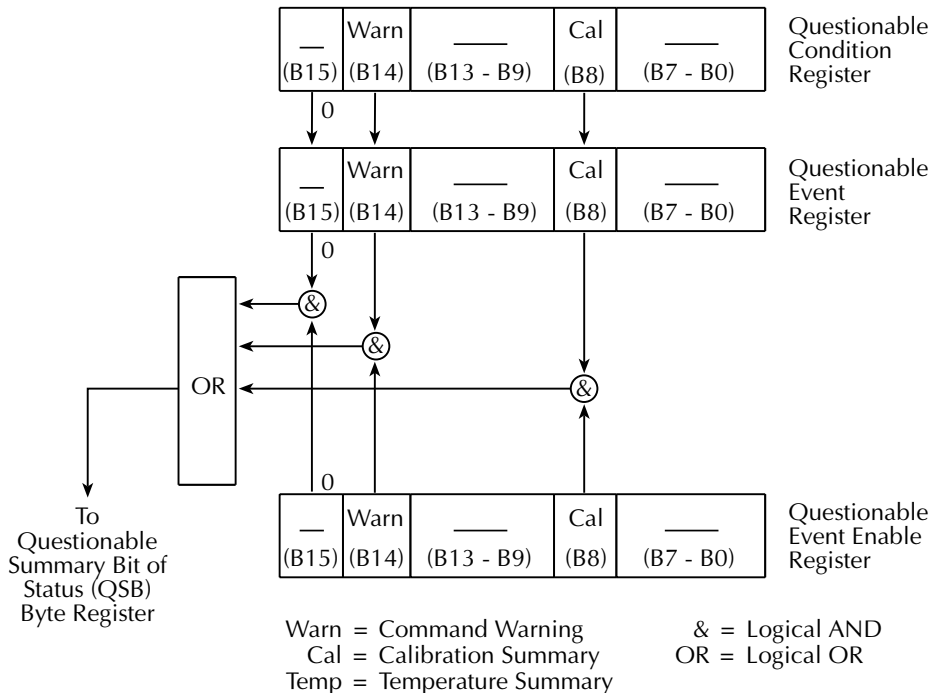 Warn Cal
(B15) (B14) (B13 - B9) (B8) (B7 - B0)
Questionable
Condition
Register
0
Warn Cal
(B15) (B14) (B13 - B9) (B8) (B7 - B0)
Questionable
Event
Register
0
&
&
&
OR
0
To
Questionable
Summary Bit of
Status (QSB)
Byte Register
Warn Cal
(B15) (B14) (B13 - B9) (B8) (B7 - B0)
Questionable
Event Enable
Register
Warn = Command Warning
Cal = Calibration Summary
Temp = Temperature Summary
& = Logical AND
OR = Logical OR